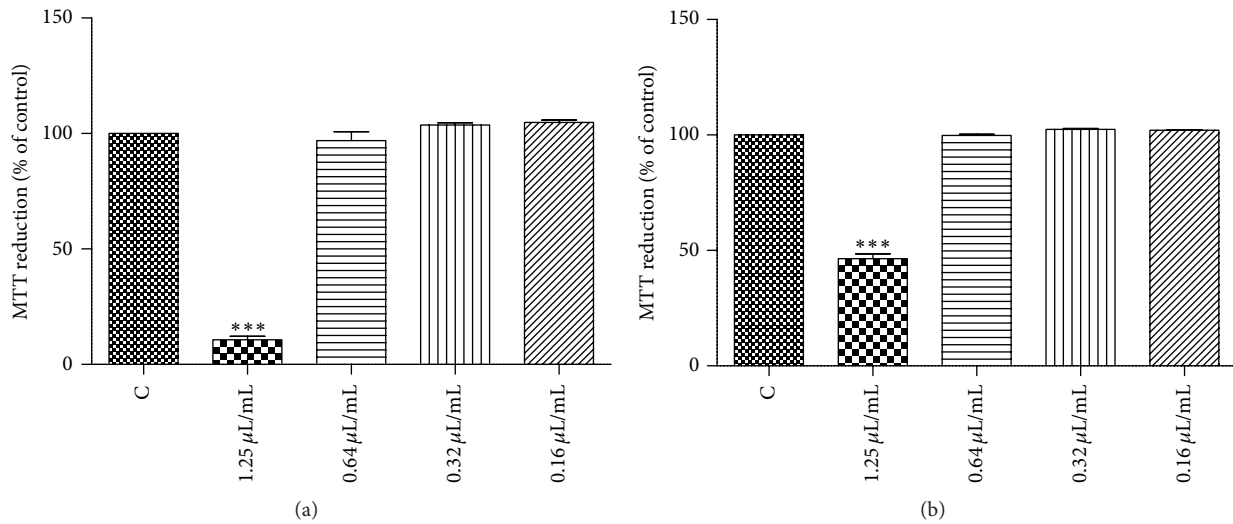 150
100
50
0
MTT reduction (% of control)
***
C
1.25 μL/mL
0.64 μL/mL
0.32 μL/mL
0.16 μL/mL
(a)
150
100
50
0
MTT reduction (% of control)
***
C
1.25 μL/mL
0.64 μL/mL
0.32 μL/mL
0.16 μL/mL
(b)